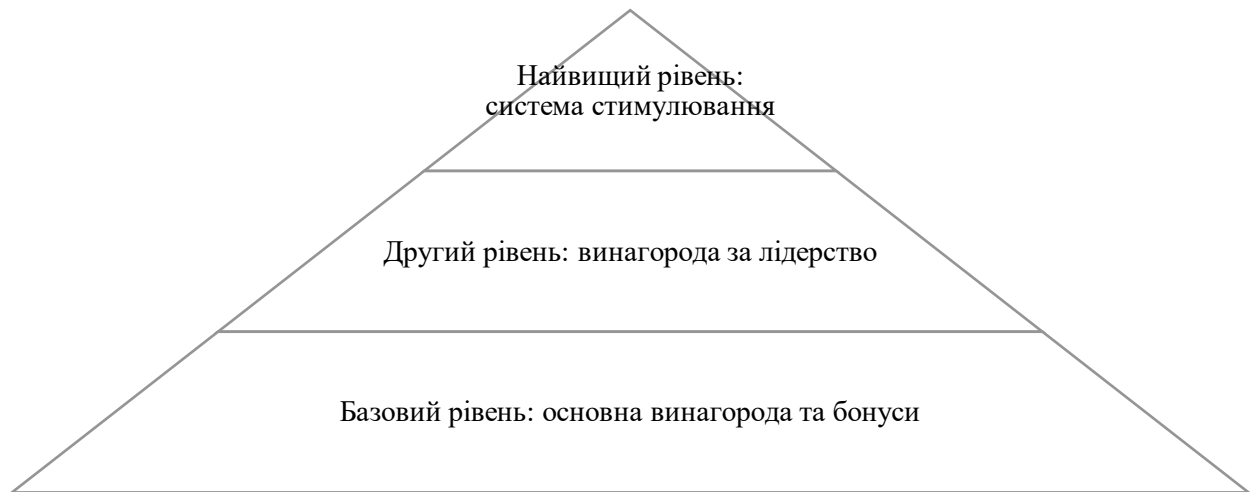 Найвищий рівень:
система стимулювання
Другий рівень: винагорода за лідерство
Базовий рівень: основна винагорода та бонуси